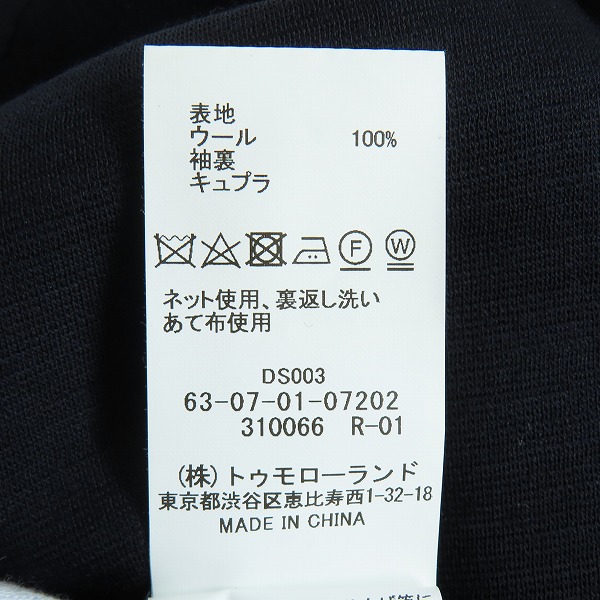 表地
ウール 100%
袖裏
キュプラ
F W
ネット使用、裏返し洗い
あて布使用
DS003
63-07-01-07202
310066 R-01
(株)トゥモローランド
東京都渋谷区恵比寿西1-32-18
MADE IN CHINA